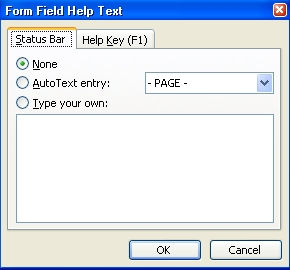 Form Field Help Text
Status Bar Help Key (F1)
None
AutoText entry: - PAGE -
Type your own:
OK Cancel